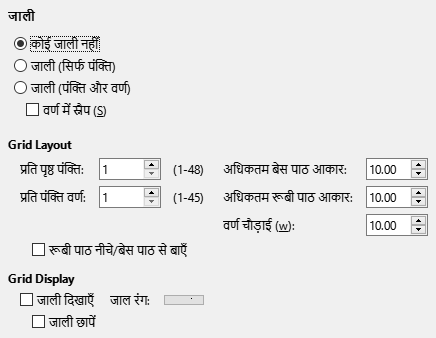 जाली
कोई जाली नहीं
जाली (सिर्फ पंक्ति)
जाली (पंक्ति और वर्ण)
वर्ण में स्नैप (S)
Grid Layout
प्रति पृष्ठ पंक्ति: 1 (1-48) अधिकतम बेस पाठ आकार: 10.00
प्रति पंक्ति वर्ण: 1 (1-45) अधिकतम रूबी पाठ आकार: 10.00
वर्ण चौड़ाई (w): 10.00
रूबी पाठ नीचे/बेस पाठ से बाएँ
Grid Display
जाली दिखाएँ जाल रंग:
जाली छापें